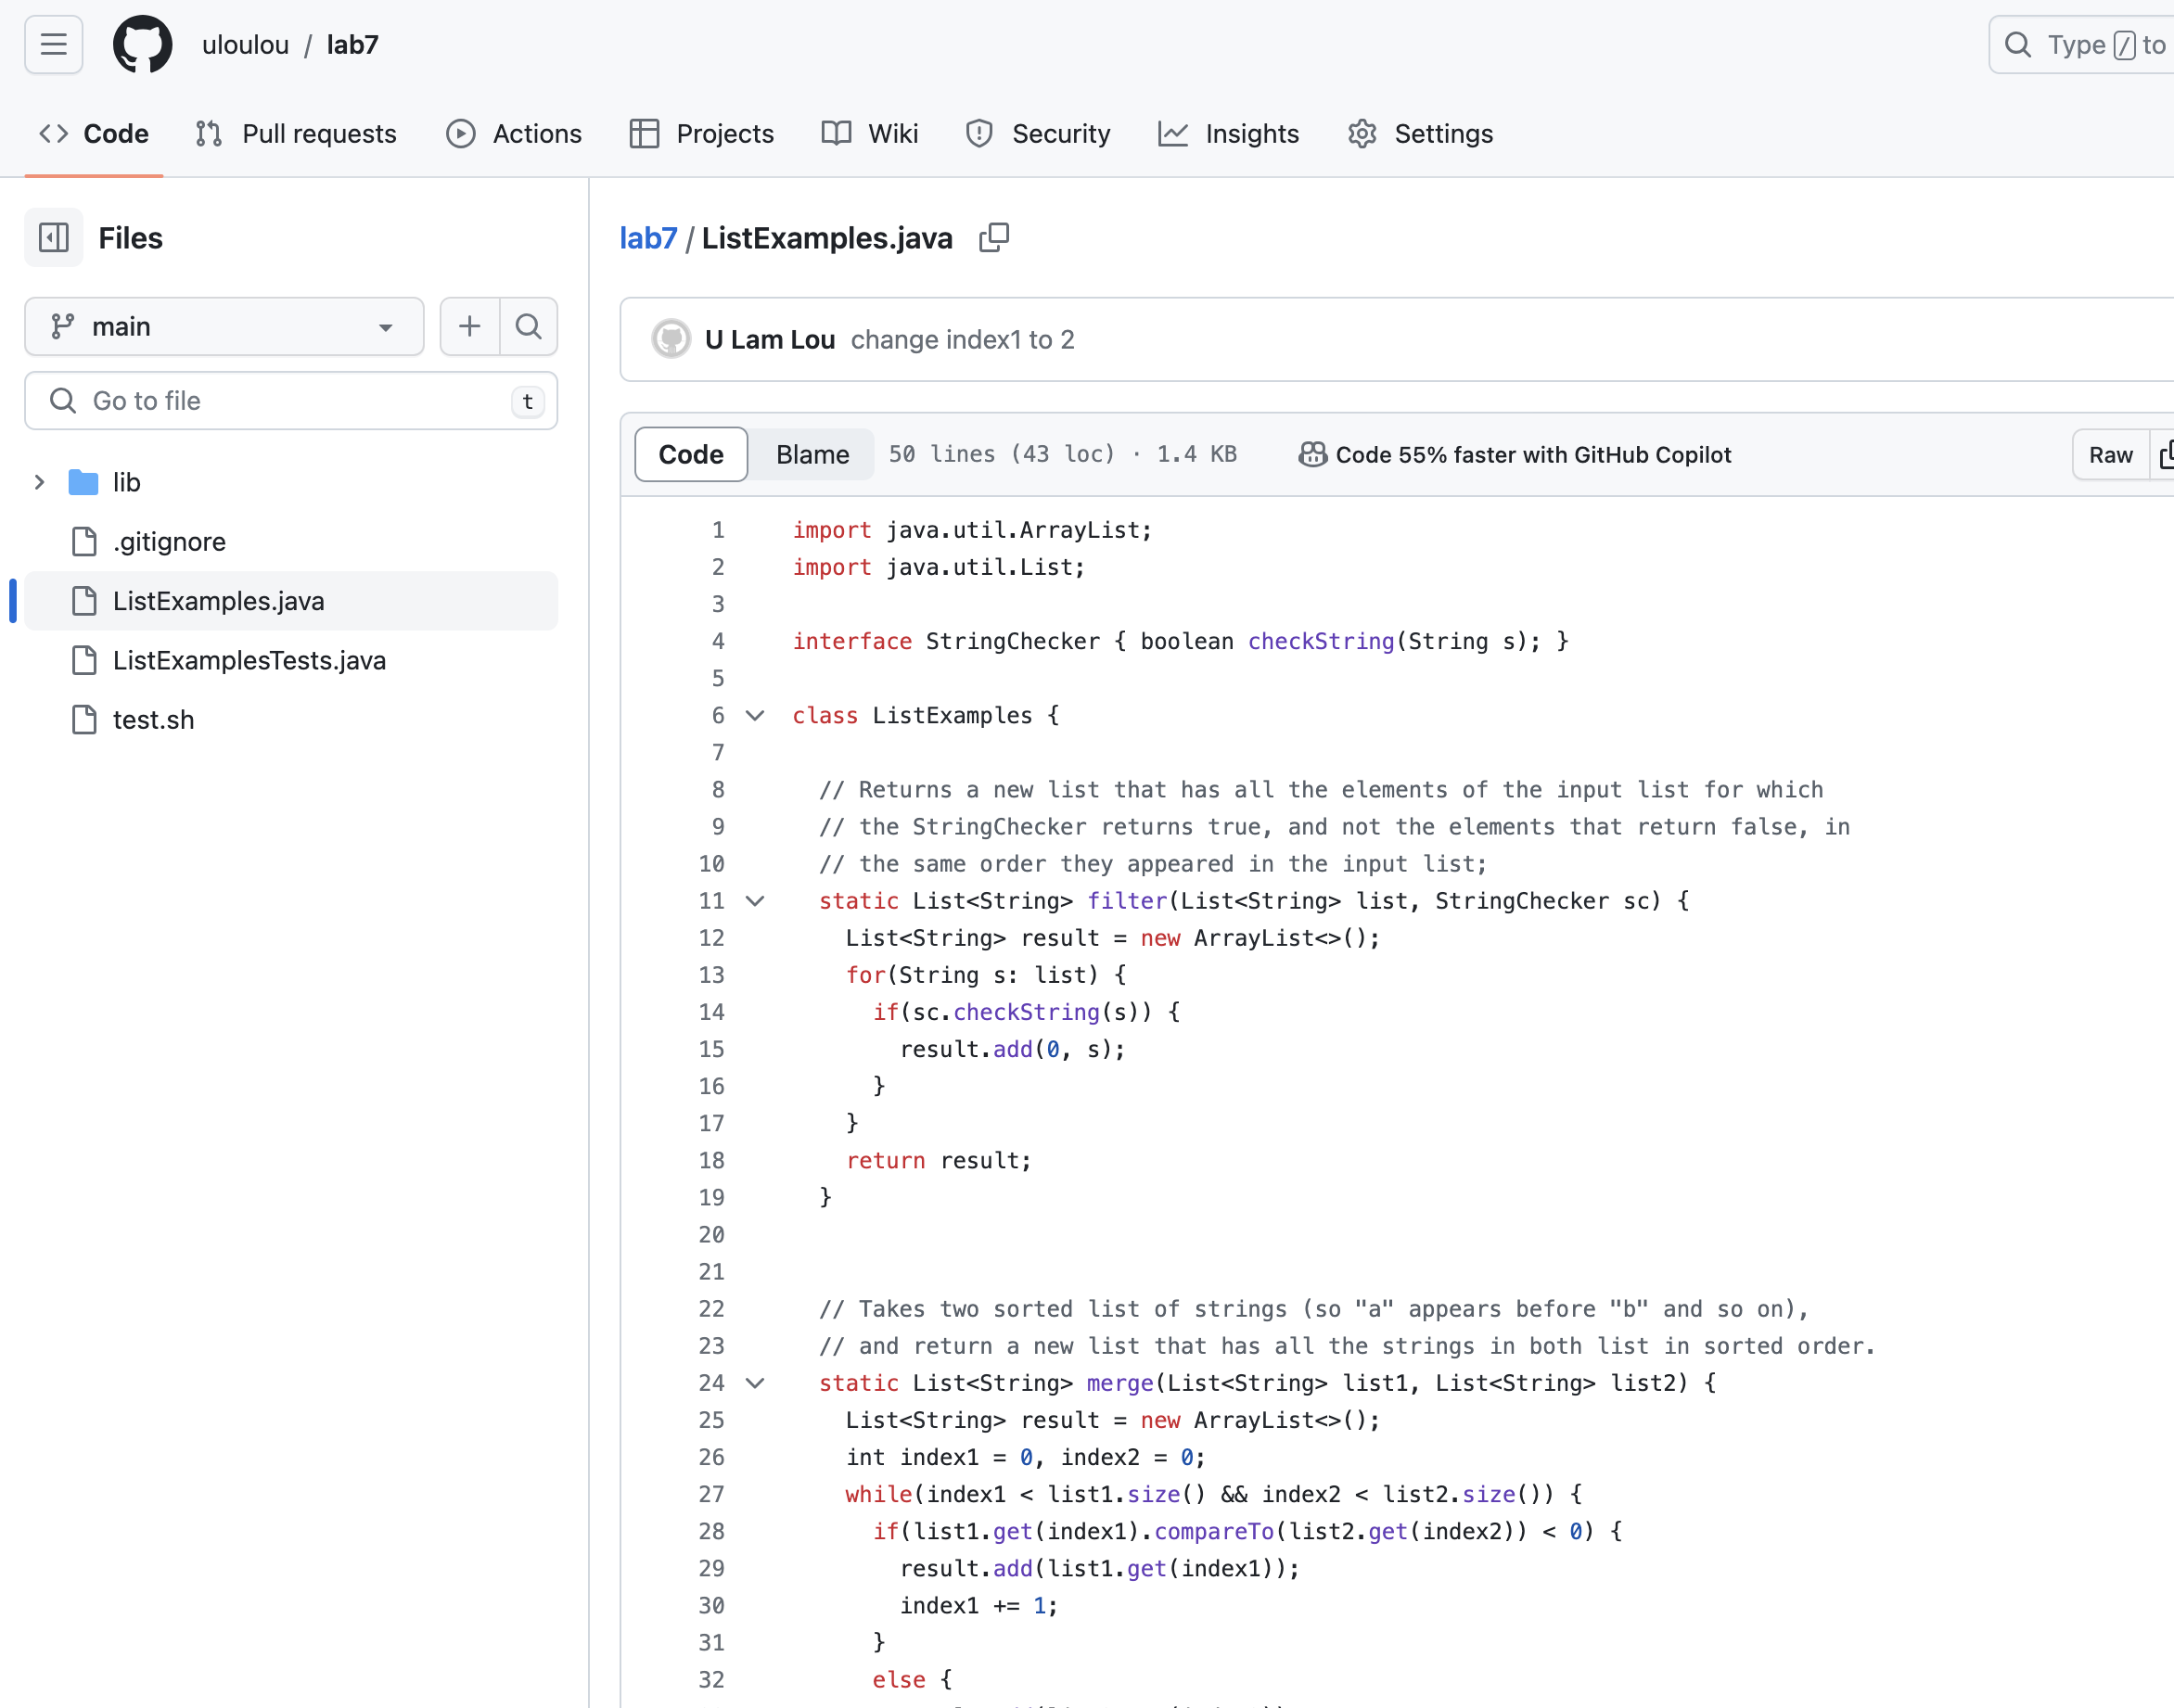 uloulou / lab7
Type / to
Code Pull requests Actions Projects Wiki Security Insights Settings
Files
main
Go to file t
lib
.gitignore
ListExamples.java
ListExamplesTests.java
test.sh
lab7 / ListExamples.java
U Lam Lou change index1 to 2
Code Blame 50 lines (43 loc) · 1.4 KB Code 55% faster with GitHub Copilot Raw
1 import java.util.ArrayList;
2 import java.util.List;
3
4 interface StringChecker { boolean checkString(String s); }
5
6 class ListExamples {
7
8   // Returns a new list that has all the elements of the input list for which
9   // the StringChecker returns true, and not the elements that return false, in
10   // the same order they appeared in the input list;
11   static List<String> filter(List<String> list, StringChecker sc) {
12     List<String> result = new ArrayList<>();
13     for(String s: list) {
14       if(sc.checkString(s)) {
15         result.add(0, s);
16       }
17     }
18     return result;
19   }
20
21
22   // Takes two sorted list of strings (so "a" appears before "b" and so on),
23   // and return a new list that has all the strings in both list in sorted order.
24   static List<String> merge(List<String> list1, List<String> list2) {
25     List<String> result = new ArrayList<>();
26     int index1 = 0, index2 = 0;
27     while(index1 < list1.size() && index2 < list2.size()) {
28       if(list1.get(index1).compareTo(list2.get(index2)) < 0) {
29         result.add(list1.get(index1));
30         index1 += 1;
31       }
32       else {